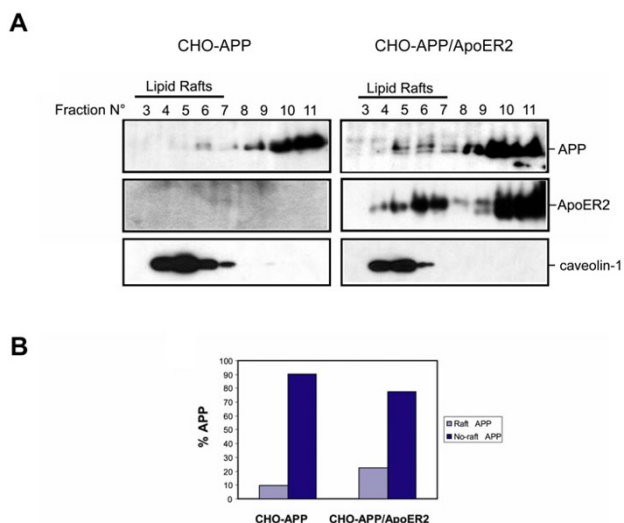 A
CHO-APP CHO-APP/ApoER2
Lipid Rafts Lipid Rafts
Fraction N° 3 4 5 6 7 8 9 10 11 3 4 5 6 7 8 9 10 11
APP
ApoER2
caveolin-1
B
100
90
80
70
60
50
40
30
20
10
0
% APP
Raft APP
No-raft APP
CHO-APP CHO-APP/ApoER2